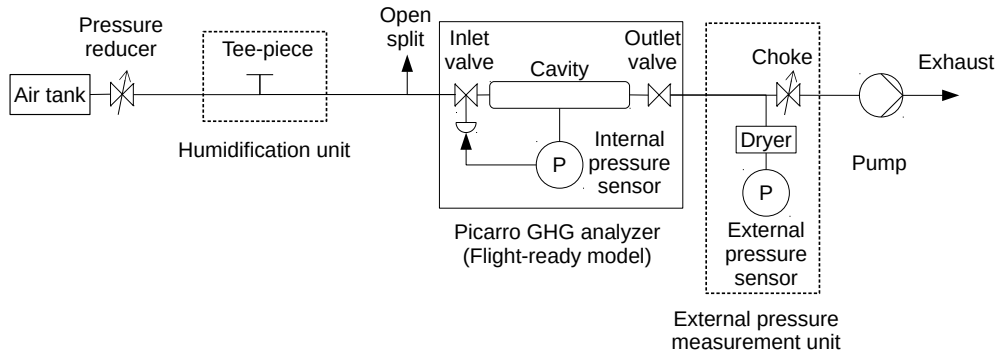 Pressure
reducer
Air tank
Tee-piece
Humidification unit
Open
split
Inlet
valve
Cavity
Outlet
valve
P
Internal
pressure
sensor
Picarro GHG analyzer
(Flight-ready model)
Choke
Dryer
P
External
pressure
sensor
External pressure
measurement unit
Pump
Exhaust